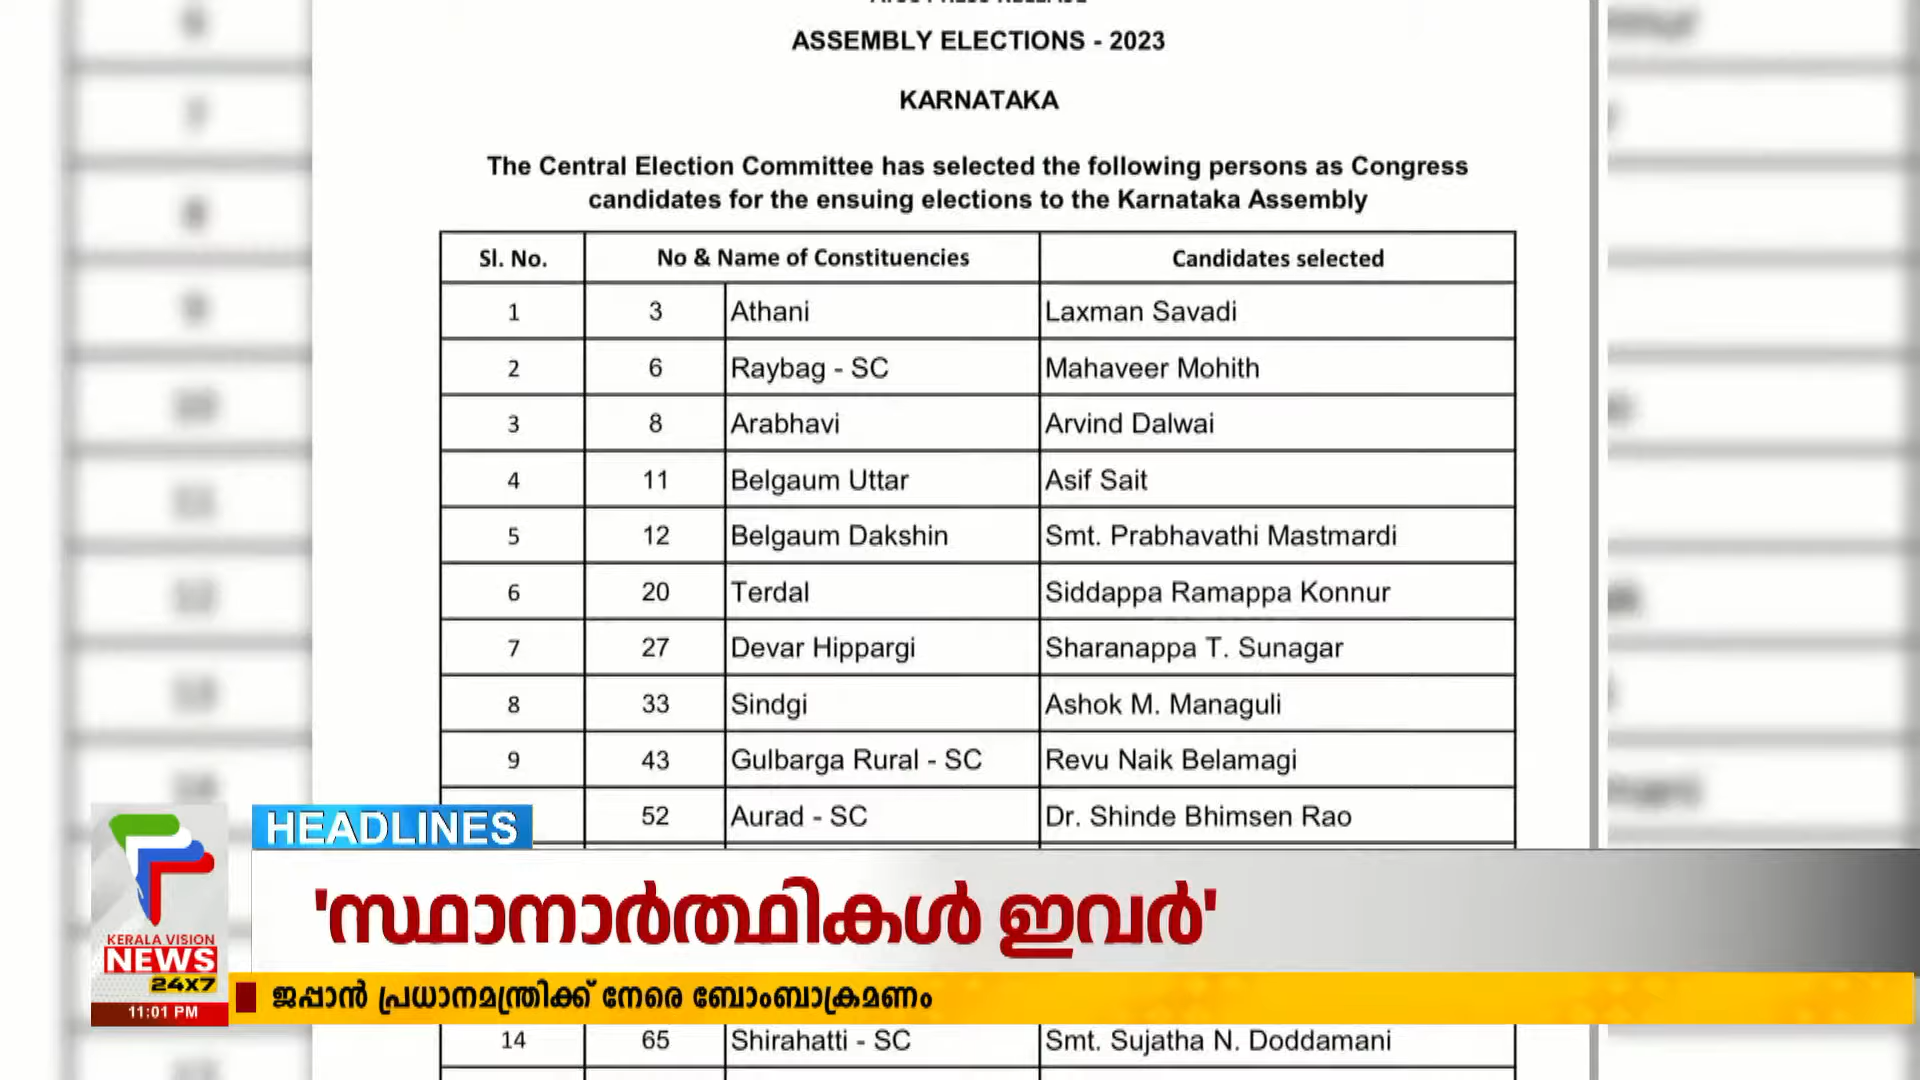 ASSEMBLY ELECTIONS - 2023
KARNATAKA
The Central Election Committee has selected the following persons as Congress
candidates for the ensuing elections to the Karnataka Assembly
Sl. No. No & Name of Constituencies Candidates selected
1 3 Athani Laxman Savadi
2 6 Raybag - SC Mahaveer Mohith
3 8 Arabhavi Arvind Dalwai
4 11 Belgaum Uttar Asif Sait
5 12 Belgaum Dakshin Smt. Prabhavathi Mastmardi
6 20 Terdal Siddappa Ramappa Konnur
7 27 Devar Hippargi Sharanappa T. Sunagar
8 33 Sindgi Ashok M. Managuli
9 43 Gulbarga Rural - SC Revu Naik Belamagi
52 Aurad - SC Dr. Shinde Bhimsen Rao
HEADLINES
'സ്ഥാനാർത്ഥികൾ ഇവർ'
KERALA VISION
NEWS
24x7
11:01 PM
ജപ്പാൻ പ്രധാനമന്ത്രിക്ക് നേരെ ബോംബാക്രമണം
14 65 Shirahatti - SC Smt. Sujatha N. Doddamani